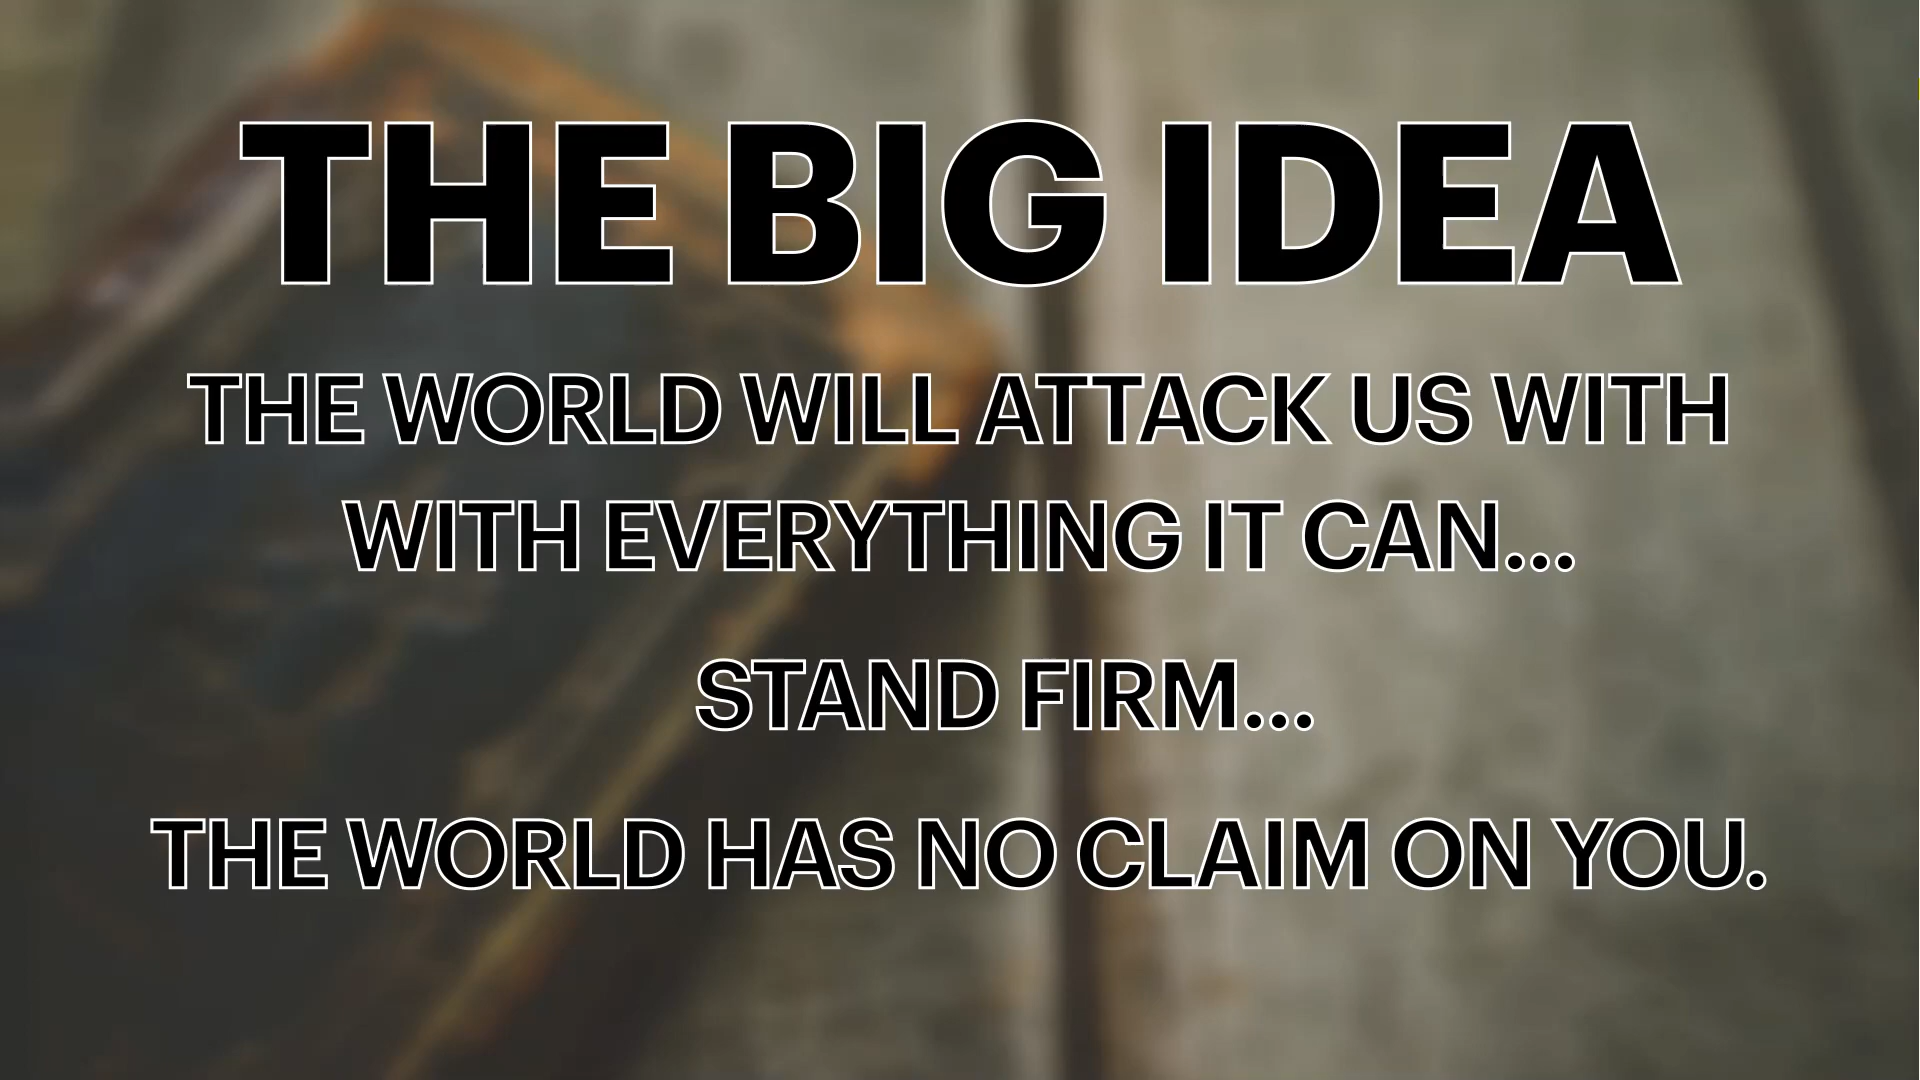 THE BIG IDEA
THE WORLD WILL ATTACK US WITH
WITH EVERYTHING IT CAN...
STAND FIRM...
THE WORLD HAS NO CLAIM ON YOU.